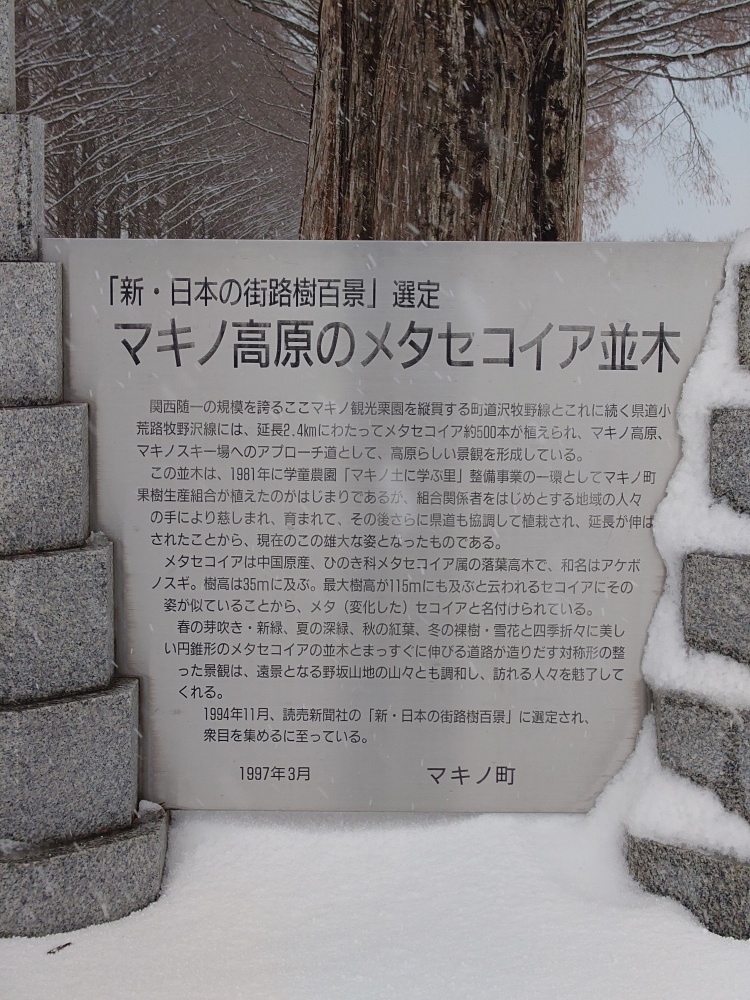 「新・日本の街路樹百景」選定
マキノ高原のメタセコイア並木
関西随一の規模を誇るここマキノ観光栗園を縦貫する町道沢牧野線とこれに続く県道小
荒路牧野沢線には、延長2.4kmにわたってメタセコイア約500本が植えられ、マキノ高原、
マキノスキー場へのアプローチ道として、高原らしい景観を形成している。
この並木は、1981年に学童農園「マキノ土に学ぶ里」整備事業の一環としてマキノ町
果樹生産組合が植えたのがはじまりであるが、組合関係者をはじめとする地域の人々
の手により慈しまれ、育まれて、その後さらに県道も協調して植栽され、延長が伸ば
されたことから、現在のこの雄大な姿となったものである。
メタセコイアは中国原産、ひのき科メタセコイア属の落葉高木で、和名はアケボ
ノスギ。樹高は35mに及ぶ。最大樹高が115mにも及ぶと云われるセコイアにその
姿が似ていることから、メタ（変化した）セコイアと名付けられている。
春の芽吹き・新緑、夏の深緑、秋の紅葉、冬の裸樹・雪花と四季折々に美し
い円錐形のメタセコイアの並木とまっすぐに伸びる道路が造りだす対称形の整
った景観は、遠景となる野坂山地の山々とも調和し、訪れる人々を魅了して
くれる。
1994年11月、読売新聞社の「新・日本の街路樹百景」に選定され、
衆目を集めるに至っている。
1997年3月 マキノ町